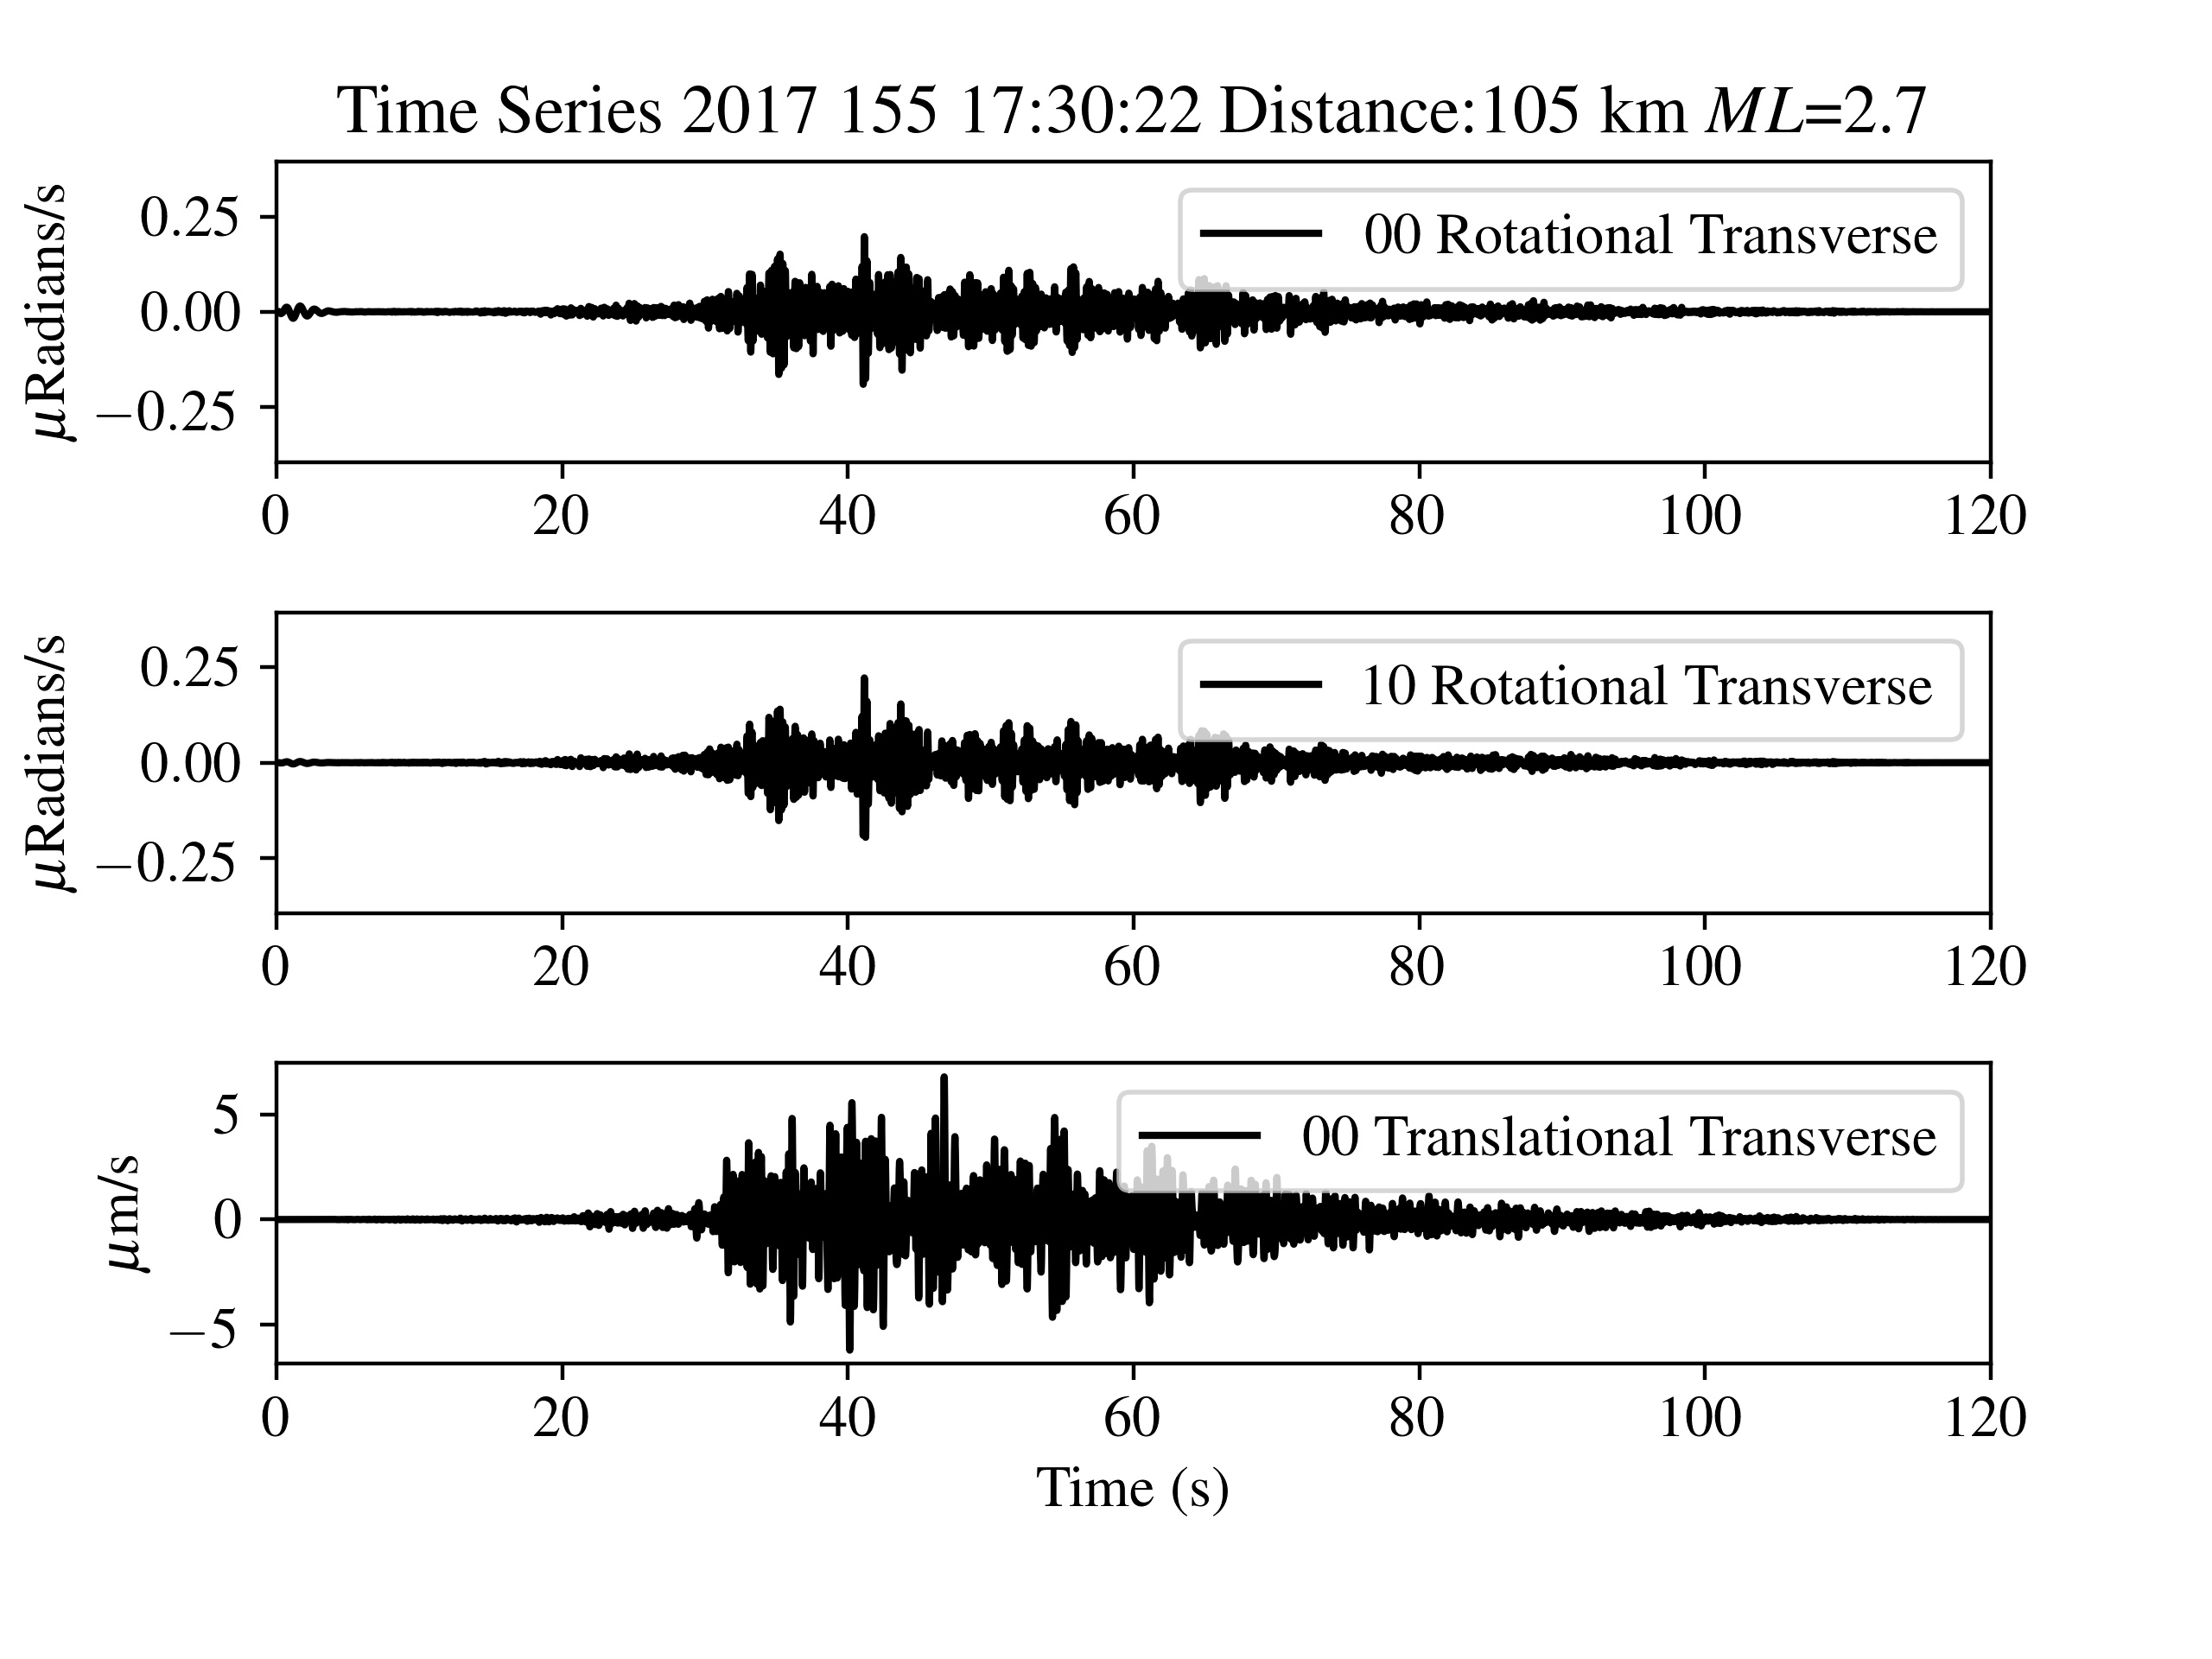 Time Series 2017 155 17:30:22 Distance:105 km ML=2.7
μRadians/s
0.25
0.00
−0.25
00 Rotational Transverse
0 20 40 60 80 100 120
μRadians/s
0.25
0.00
−0.25
10 Rotational Transverse
0 20 40 60 80 100 120
μm/s
5
0
−5
00 Translational Transverse
0 20 40 60 80 100 120
Time (s)